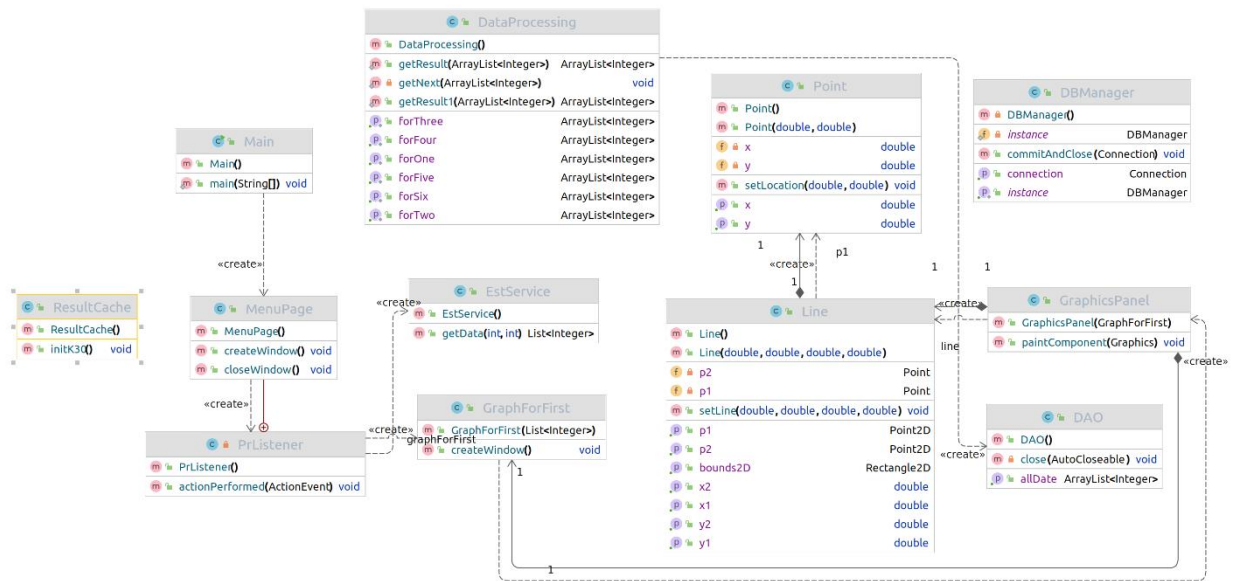 DataProcessing
DataProcessing()
getResult(ArrayList<Integer>) ArrayList<Integer>
getNext(ArrayList<Integer>) void
getResult1(ArrayList<Integer>) ArrayList<Integer>
forThree ArrayList<Integer>
forFour ArrayList<Integer>
forOne ArrayList<Integer>
forFive ArrayList<Integer>
forSix ArrayList<Integer>
forTwo ArrayList<Integer>
Point
Point()
Point(double, double)
x double
y double
setLocation(double, double) void
x double
y double
DBManager
DBManager()
instance DBManager
commitAndClose(Connection) void
connection Connection
instance DBManager
Main
Main()
main(String[]) void
«create»
ResultCache
ResultCache()
initK30() void
MenuPage
MenuPage()
createWindow() void
closeWindow() void
«create»
PrListener
PrListener()
actionPerformed(ActionEvent) void
«create»
EstService
EstService()
getData(int, int) List<Integer>
«create»
graphForFirst
GraphForFirst
GraphForFirst(List<Integer>)
createWindow() void
1
1
1
p1
«create»
1
Line
Line()
Line(double, double, double, double)
p2 Point
p1 Point
setLine(double, double, double, double) void
p1 Point2D
p2 Point2D
bounds2D Rectangle2D
x2 double
x1 double
y2 double
y1 double
1
1
«create»
line
GraphicsPanel
GraphicsPanel(GraphForFirst)
paintComponent(Graphics) void
«create»
«create»
DAO
DAO()
close(AutoCloseable) void
allDate ArrayList<Integer>